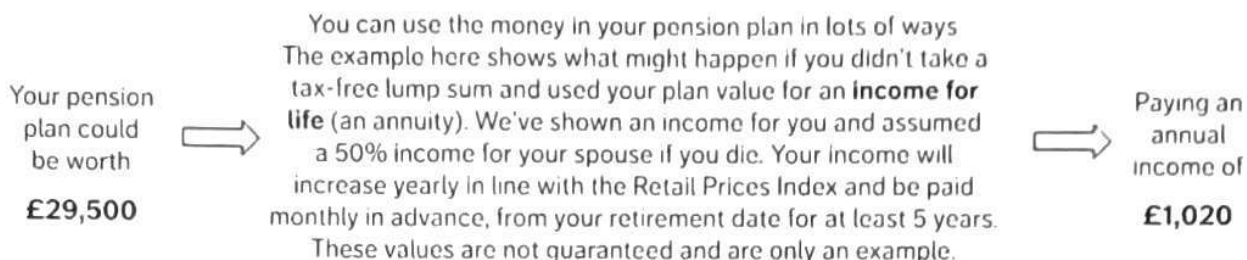 Your pension
plan could
be worth
£29,500
You can use the money in your pension plan in lots of ways
The example here shows what might happen if you didn't take a
tax-free lump sum and used your plan value for an income for
life (an annuity). We've shown an income for you and assumed
a 50% income for your spouse if you die. Your income will
increase yearly in line with the Retail Prices Index and be paid
monthly in advance, from your retirement date for at least 5 years.
These values are not guaranteed and are only an example.
Paying an
annual
income of
£1,020